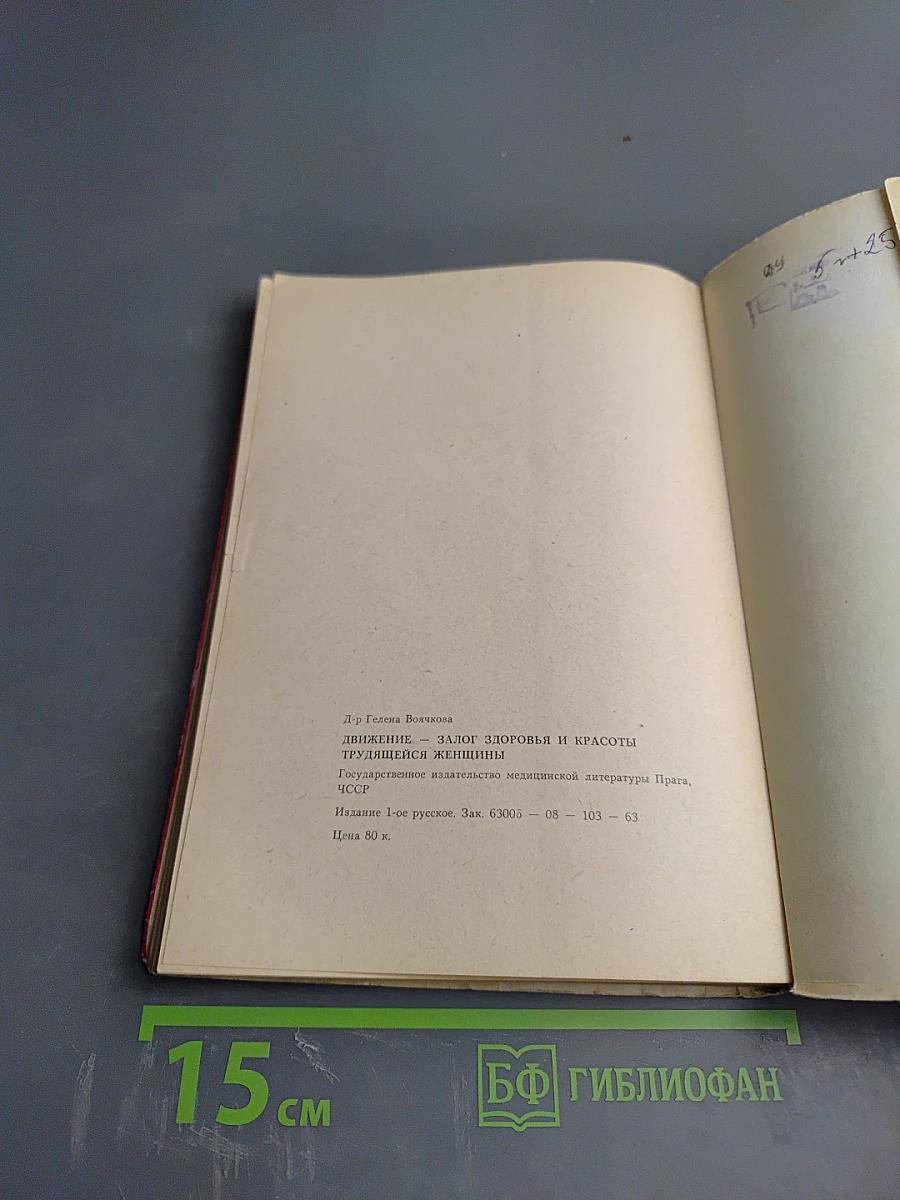 Д-р Гелена Воячкова
ДВИЖЕНИЕ — ЗАЛОГ ЗДОРОВЬЯ И КРАСОТЫ
ТРУДЯЩЕЙСЯ ЖЕНЩИНЫ
Государственное издательство медицинской литературы Прага,
ЧССР
Издание 1-ое русское. Зак. 63005 — 08 — 103 — 63
Цена 80 к.
15 см
БФ ГИБЛИОФАН